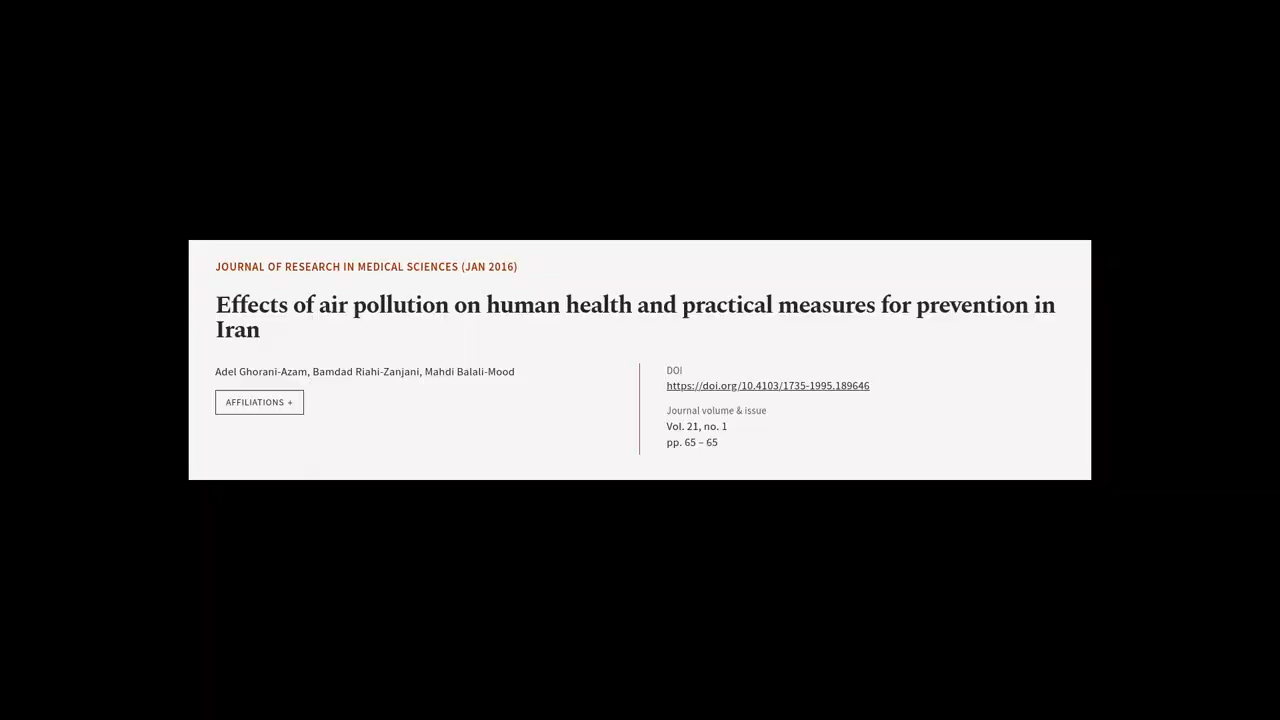 JOURNAL OF RESEARCH IN MEDICAL SCIENCES (JAN 2016)
Effects of air pollution on human health and practical measures for prevention in
Iran
Adel Ghorani-Azam, Bamdad Riahi-Zanjani, Mahdi Balali-Mood
AFFILIATIONS +
DOI
https://doi.org/10.4103/1735-1995.189646
Journal volume & issue
Vol. 21, no. 1
pp. 65 – 65